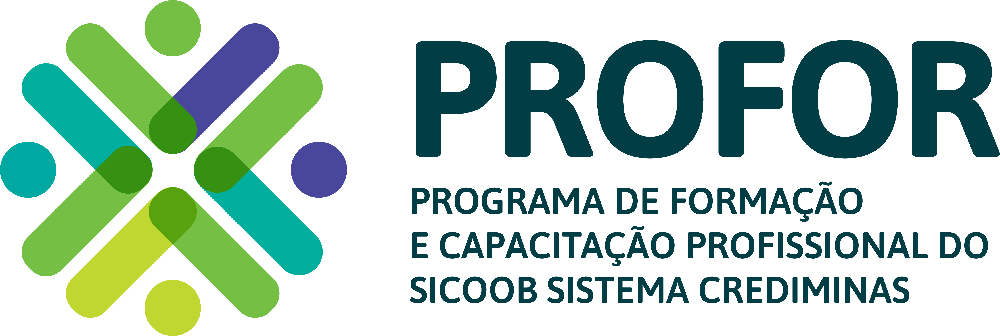 PROFOR
PROGRAMA DE FORMAÇÃO
E CAPACITAÇÃO PROFISSIONAL DO
SICOOB SISTEMA CREDIMINAS